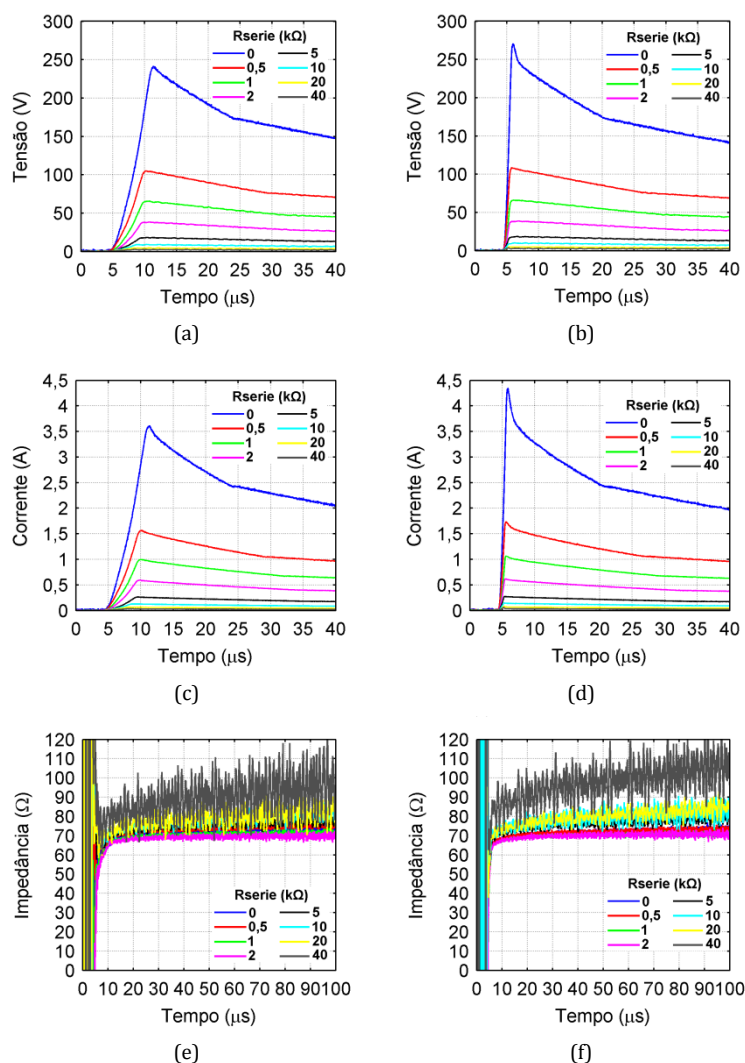 300
250
200
150
100
50
0
Tensão (V)
Rserie (kΩ)
0 5
0,5 10
1 20
2 40
0 5 10 15 20 25 30 35 40
Tempo (μs)
(a)
300
250
200
150
100
50
0
Tensão (V)
Rserie (kΩ)
0 5
0,5 10
1 20
2 40
0 5 10 15 20 25 30 35 40
Tempo (μs)
(b)
4,5
4
3,5
3
2,5
2
1,5
1
0,5
0
Corrente (A)
Rserie (kΩ)
0 5
0,5 10
1 20
2 40
0 5 10 15 20 25 30 35 40
Tempo (μs)
(c)
4,5
4
3,5
3
2,5
2
1,5
1
0,5
0
Corrente (A)
Rserie (kΩ)
0 5
0,5 10
1 20
2 40
0 5 10 15 20 25 30 35 40
Tempo (μs)
(d)
120
110
100
90
80
70
60
50
40
30
20
10
0
Impedância (Ω)
Rserie (kΩ)
0 5
0,5 10
1 20
2 40
0 10 20 30 40 50 60 70 80 90100
Tempo (μs)
(e)
120
110
100
90
80
70
60
50
40
30
20
10
0
Impedância (Ω)
Rserie (kΩ)
0 5
0,5 10
1 20
2 40
0 10 20 30 40 50 60 70 80 90100
Tempo (μs)
(f)